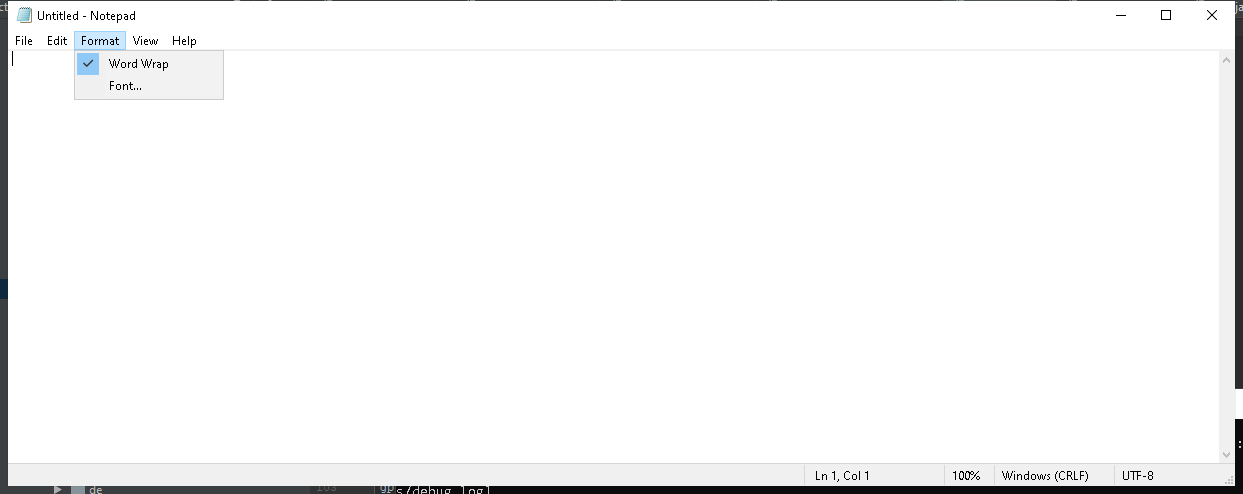 Untitled - Notepad
File Edit Format View Help
Word Wrap
Font...
Ln 1, Col 1 100% Windows (CRLF) UTF-8
de 103 s/debug.log]